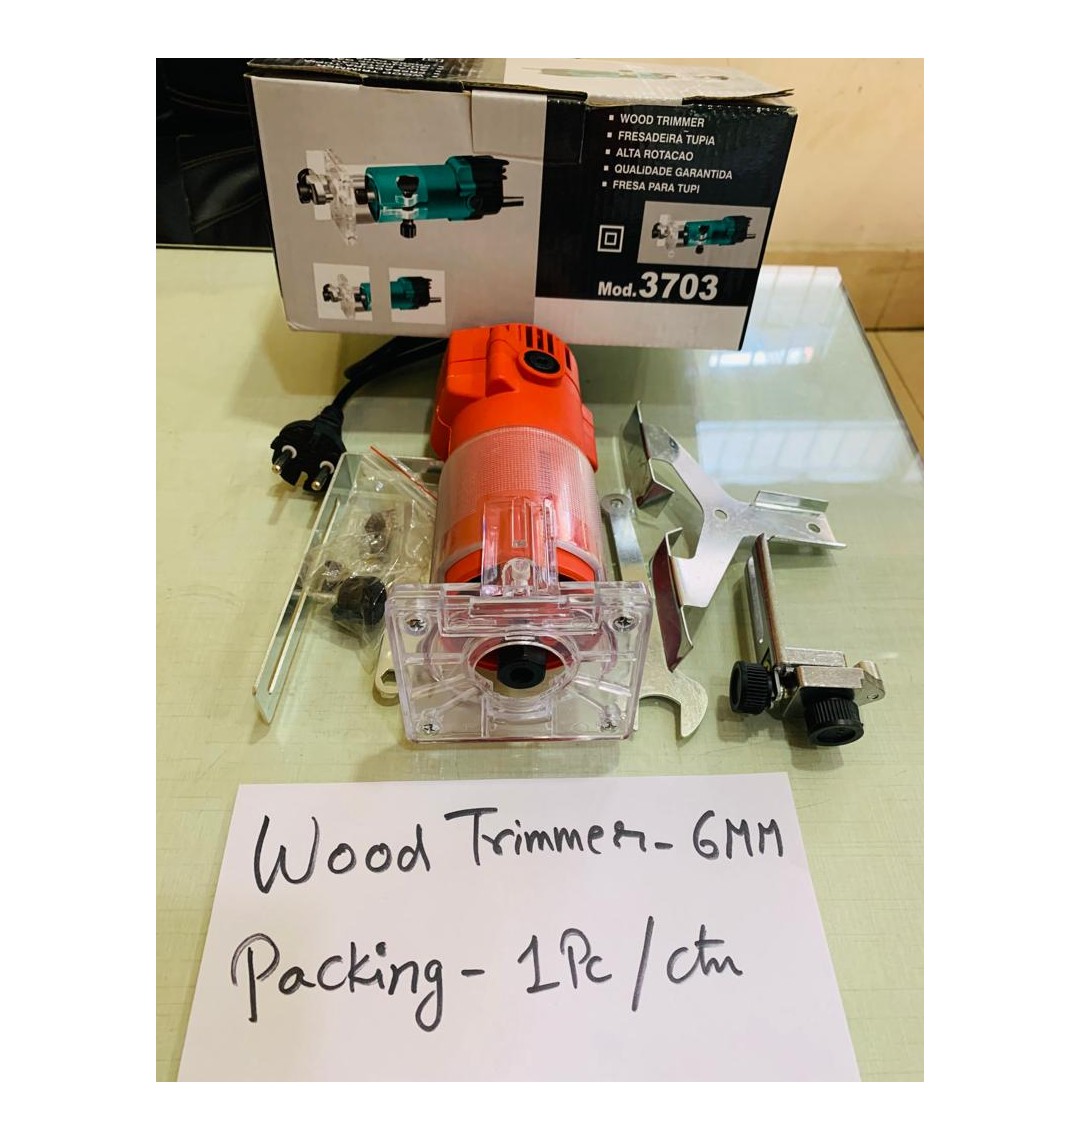 WOOD TRIMMER
FRESADEIRA TUPIA
ALTA ROTACAO
QUALIDADE GARANTIDA
FRESA PARA TUPI
Mod.3703
Wood Trimmer- 6MM
Packing- 1Pc/ctn